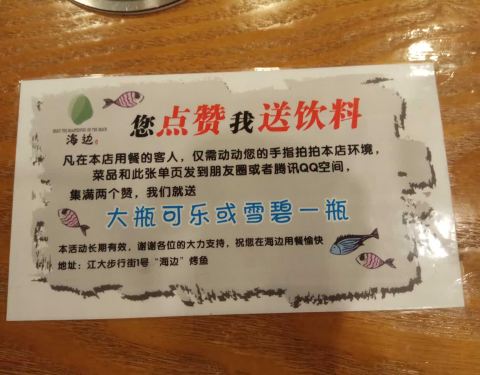 您点赞我送饮料
海边
凡在本店用餐的客人，仅需动动您的手指拍拍本店环境，
菜品和此张单页发到朋友圈或者腾讯QQ空间，
集满两个赞，我们就送
大瓶可乐或雪碧一瓶
本活动长期有效，谢谢各位的大力支持，祝您在海边用餐愉快
地址：江大步行街1号“海边”烤鱼